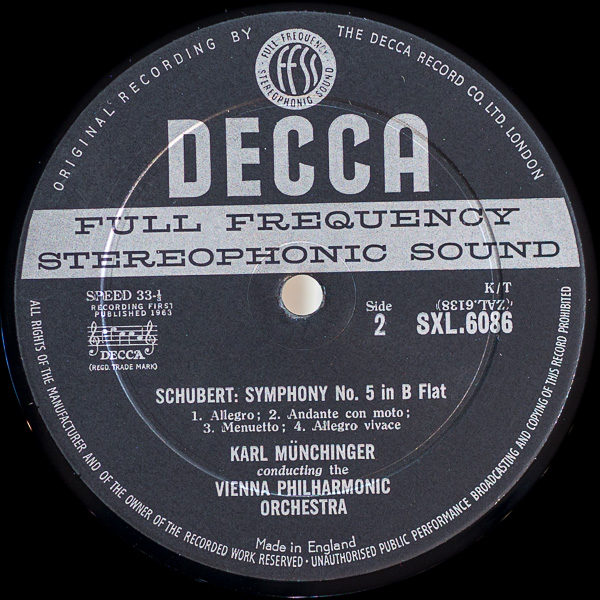 ORIGINAL RECORDING BY
THE DECCA RECORD CO. LTD. LONDON
FULL FREQUENCY
FFSS
STEREOPHONIC SOUND
DECCA
FULL FREQUENCY
STEREOPHONIC SOUND
SPEED 33-⅓
RECORDING FIRST
PUBLISHED 1963
DECCA
(REGD. TRADE MARK)
K/T
(ZAL.6138)
Side
2
SXL.6086
SCHUBERT: SYMPHONY No. 5 in B Flat
1. Allegro; 2. Andante con moto;
3. Menuetto; 4. Allegro vivace
KARL MÜNCHINGER
conducting the
VIENNA PHILHARMONIC
ORCHESTRA
Made in England
ALL RIGHTS OF THE MANUFACTURER AND OF THE OWNER OF THE RECORDED WORK RESERVED · UNAUTHORISED PUBLIC PERFORMANCE BROADCASTING AND COPYING OF THIS RECORD PROHIBITED